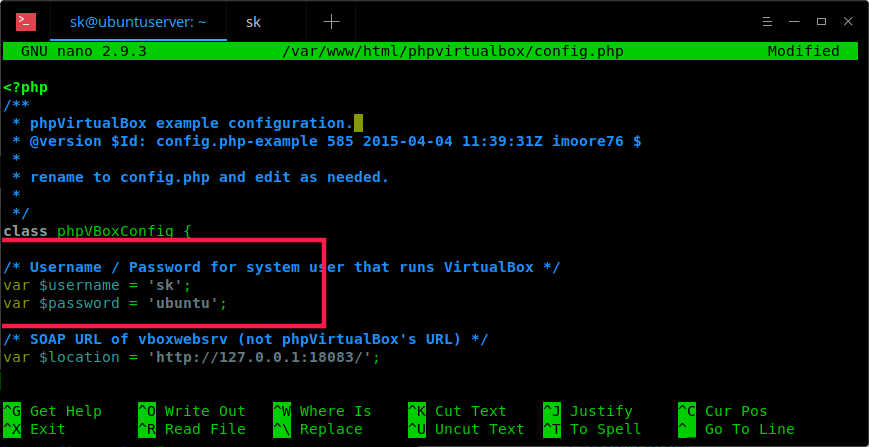 sk@ubuntuserver: ~ sk
GNU nano 2.9.3 /var/www/html/phpvirtualbox/config.php Modified
<?php
/**
 * phpVirtualBox example configuration.
 * @version $Id: config.php-example 585 2015-04-04 11:39:31Z imoore76 $
 *
 * rename to config.php and edit as needed.
 *
 */
class phpVBoxConfig {
/* Username / Password for system user that runs VirtualBox */
var $username = 'sk';
var $password = 'ubuntu';
/* SOAP URL of vboxwebsrv (not phpVirtualBox's URL) */
var $location = 'http://127.0.0.1:18083/';
^G Get Help ^O Write Out ^W Where Is ^K Cut Text ^J Justify ^C Cur Pos
^X Exit ^R Read File ^\ Replace ^U Uncut Text ^T To Spell ^_ Go To Line